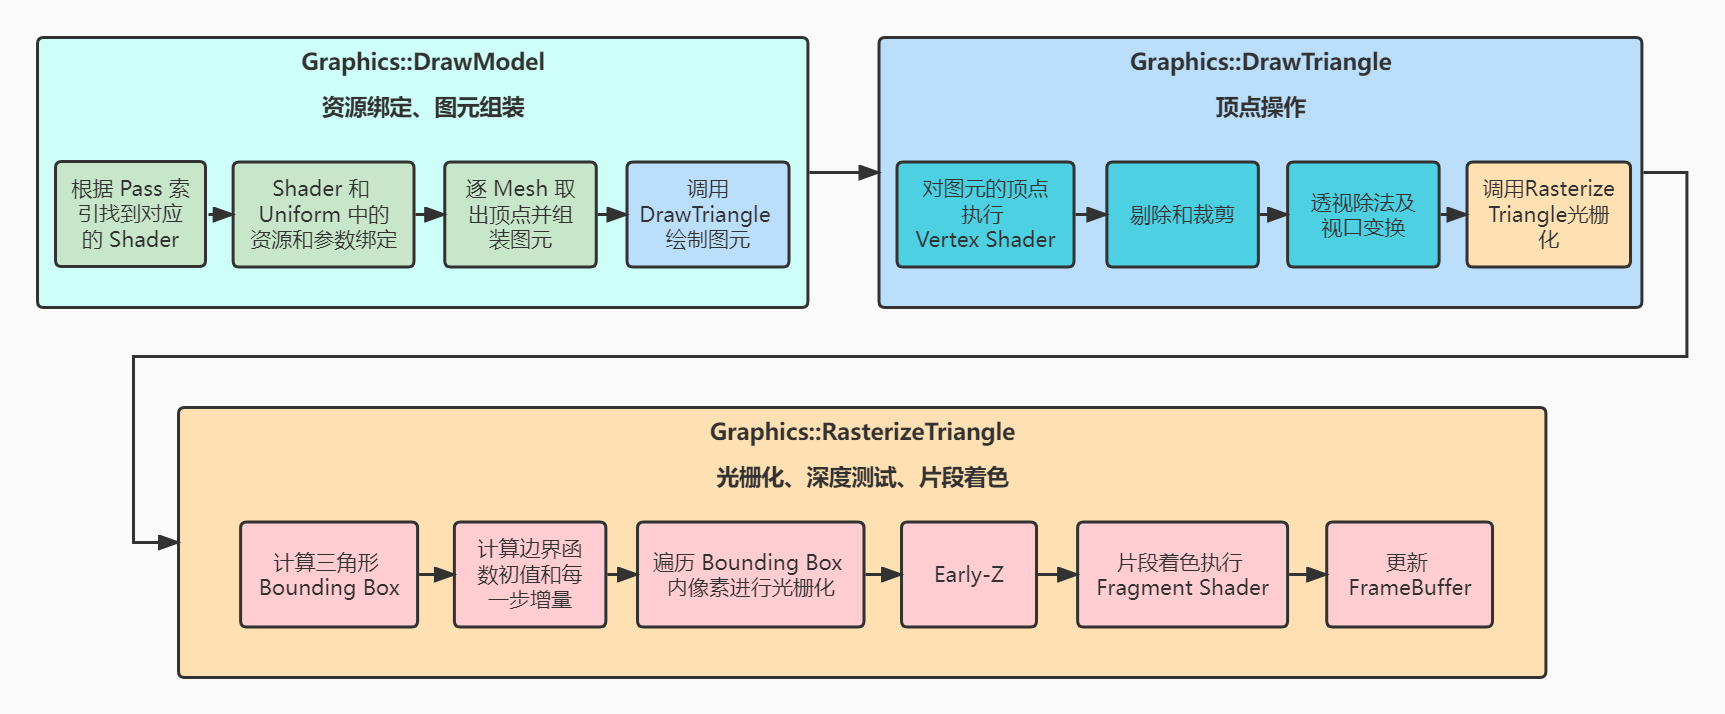 Graphics::DrawModel
资源绑定、图元组装
根据 Pass 索
引找到对应
的 Shader
Shader 和
Uniform 中的
资源和参数绑定
逐 Mesh 取
出顶点并组
装图元
调用
DrawTriangle
绘制图元
Graphics::DrawTriangle
顶点操作
对图元的顶点
执行
Vertex Shader
剔除和裁剪
透视除法及
视口变换
调用Rasterize
Triangle光栅
化
Graphics::RasterizeTriangle
光栅化、深度测试、片段着色
计算三角形
Bounding Box
计算边界函
数初值和每
一步增量
遍历 Bounding Box
内像素进行光栅化
Early-Z
片段着色执行
Fragment Shader
更新
FrameBuffer